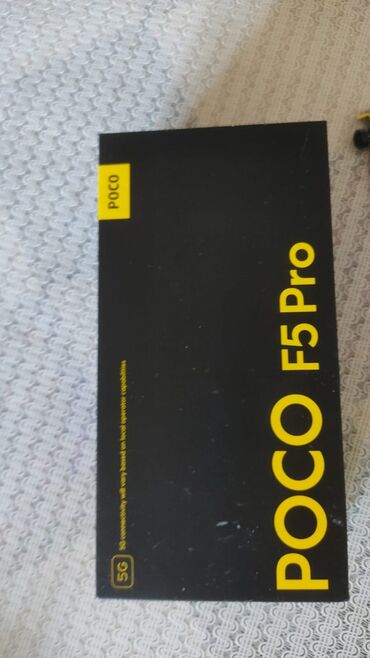 POCO
5G 5G connectivity will vary based on local operator capabilities
POCO F5 Pro